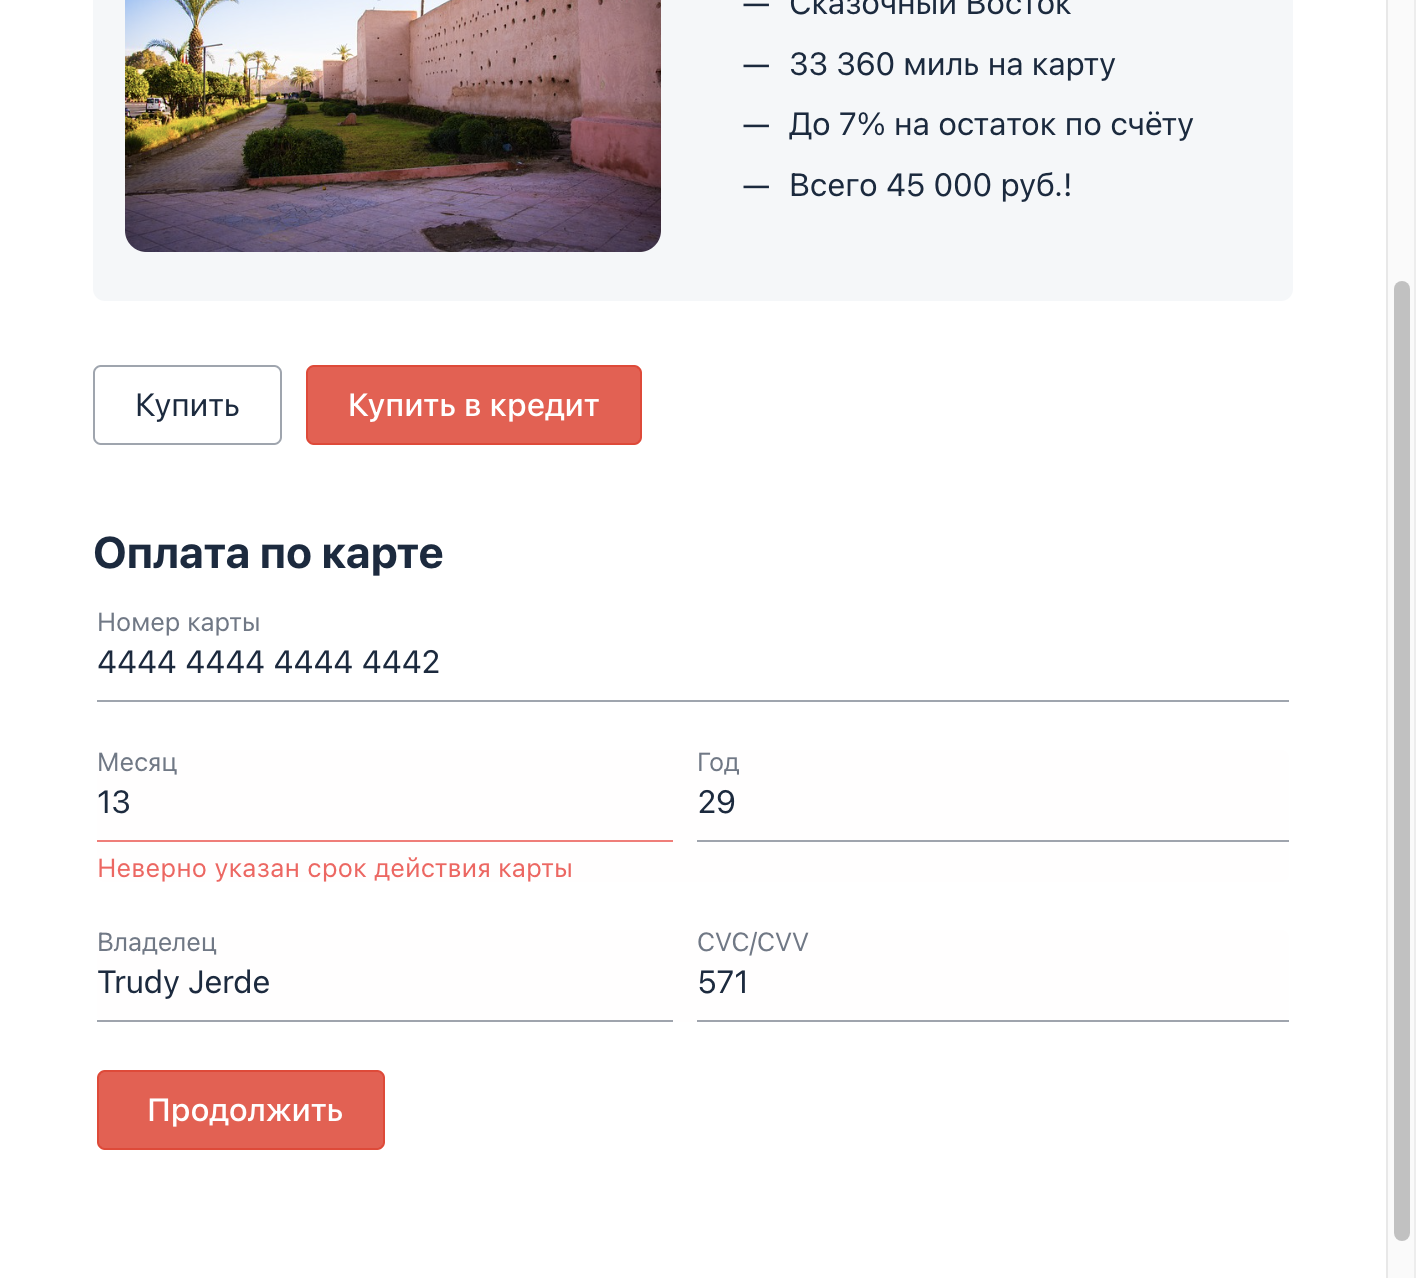 — Сказочный Восток
— 33 360 миль на карту
— До 7% на остаток по счёту
— Всего 45 000 руб.!
Купить
Купить в кредит
Оплата по карте
Номер карты
4444 4444 4444 4442
Месяц
Год
13
29
Неверно указан срок действия карты
Владелец
CVC/CVV
Trudy Jerde
571
Продолжить